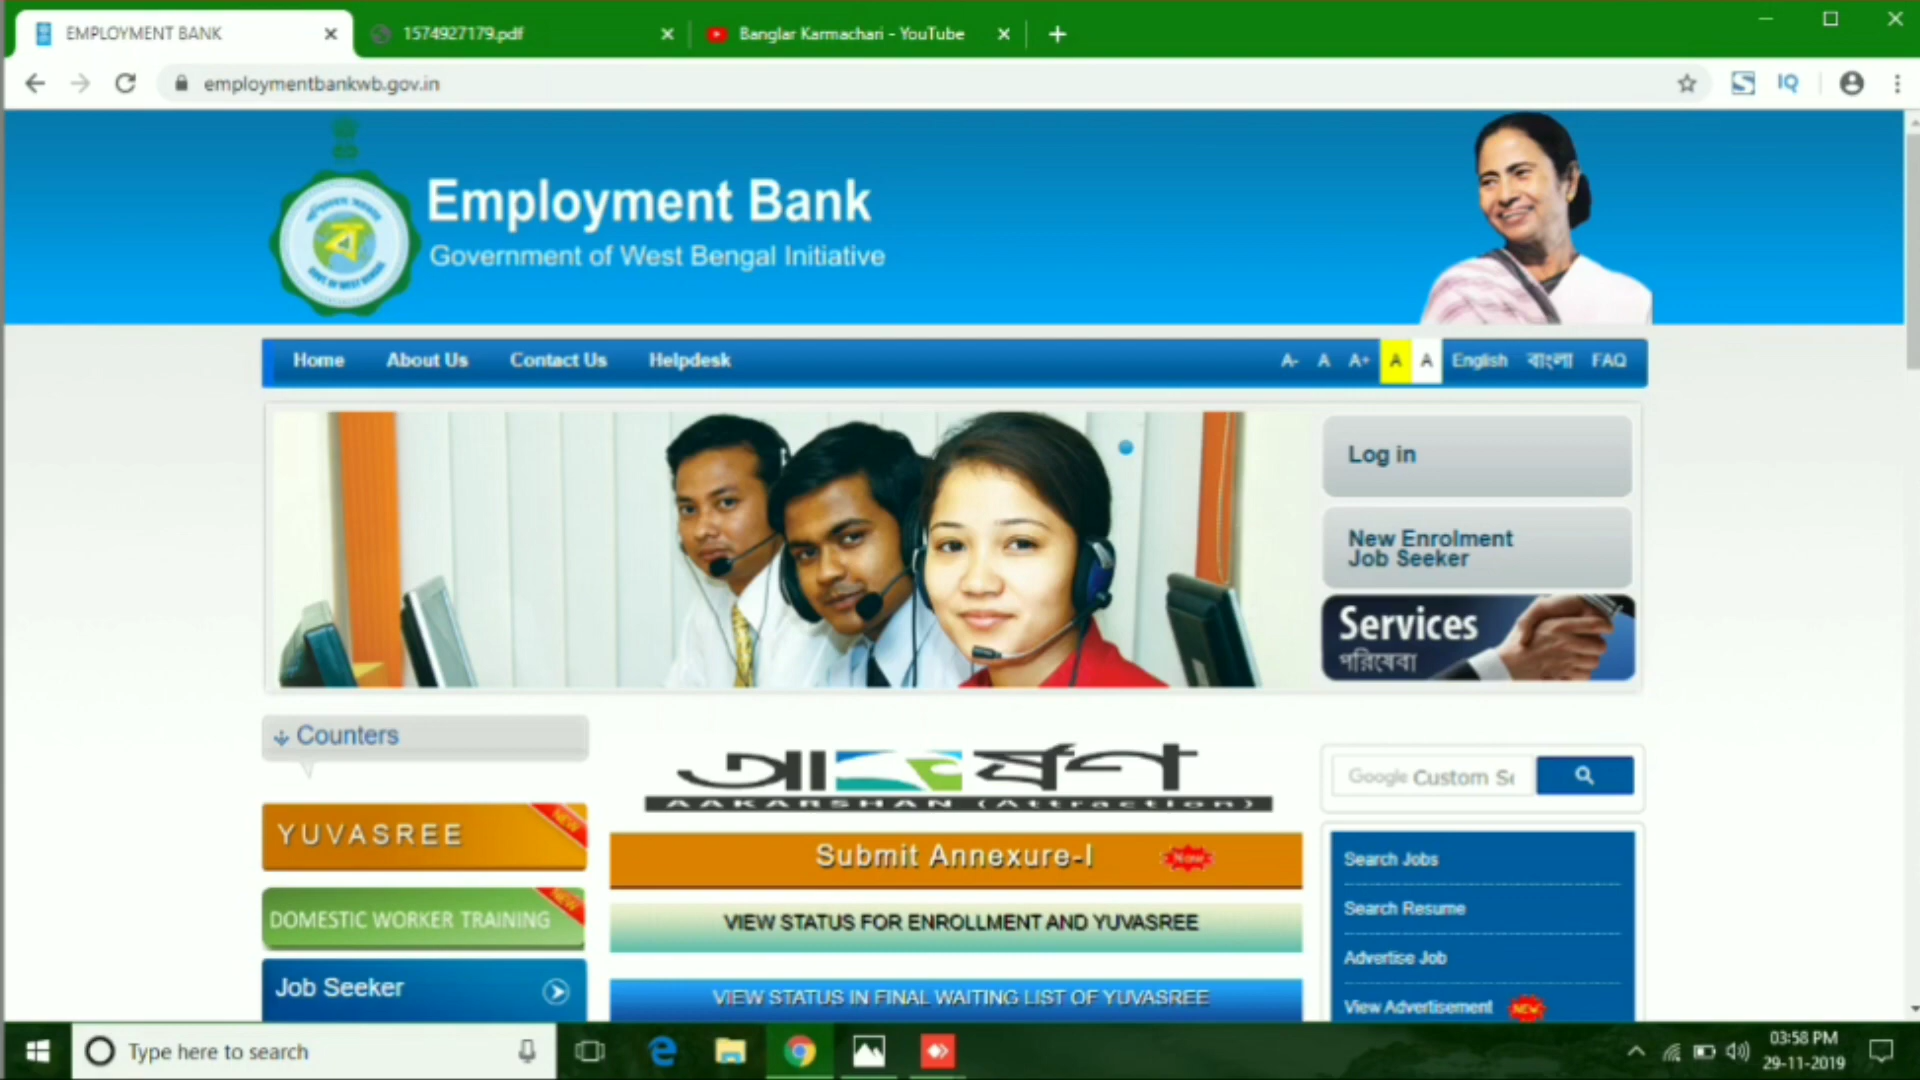 EMPLOYMENT BANK
1574927179.pdf
Banglar Karmachari - YouTube
employmentbankwb.gov.in
IQ
Employment Bank
Government of West Bengal Initiative
Home About Us Contact Us Helpdesk A- A A+ A A English বাংলা FAQ
Log in
New Enrolment
Job Seeker
Services
পরিষেবা
Counters
আকর্ষণ
AAKARSHAN (Attraction)
Google Custom Se
YUVASREE NEW
Submit Annexure-I New
Search Jobs
DOMESTIC WORKER TRAINING NEW
VIEW STATUS FOR ENROLLMENT AND YUVASREE
Search Resume
Advertise Job
Job Seeker
VIEW STATUS IN FINAL WAITING LIST OF YUVASREE
View Advertisement NEW
Type here to search
03:58 PM
29-11-2019